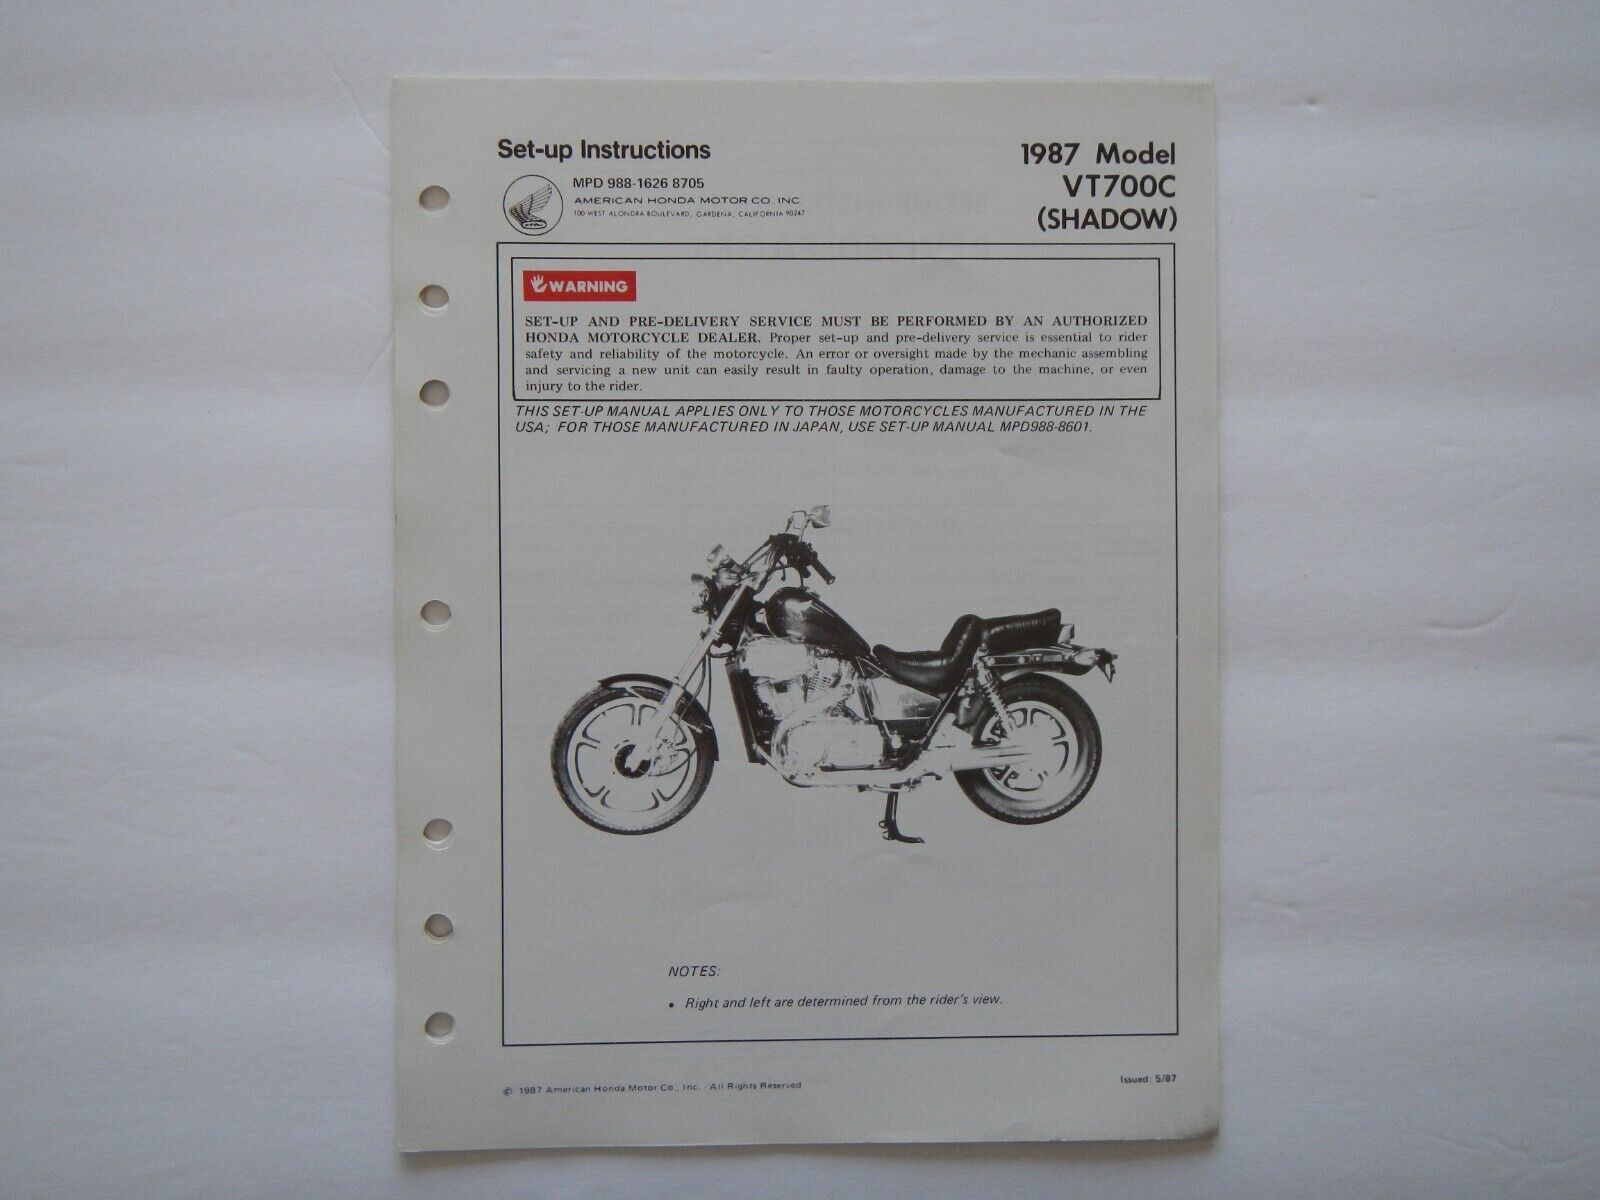 Set-up Instructions
MPD 988-1626 8705
AMERICAN HONDA MOTOR CO. INC.
100 WEST ALONDRA BOULEVARD, GARDENA, CALIFORNIA 90247
1987 Model
VT700C
(SHADOW)
WARNING
SET-UP AND PRE-DELIVERY SERVICE MUST BE PERFORMED BY AN AUTHORIZED
HONDA MOTORCYCLE DEALER. Proper set-up and pre-delivery service is essential to rider
safety and reliability of the motorcycle. An error or oversight made by the mechanic assembling
and servicing a new unit can easily result in faulty operation, damage to the machine, or even
injury to the rider.
THIS SET-UP MANUAL APPLIES ONLY TO THOSE MOTORCYCLES MANUFACTURED IN THE
USA; FOR THOSE MANUFACTURED IN JAPAN, USE SET-UP MANUAL MPD988-8601.
NOTES:
• Right and left are determined from the rider's view.
© 1987 American Honda Motor Co., Inc. - All Rights Reserved
Issued: 5/87